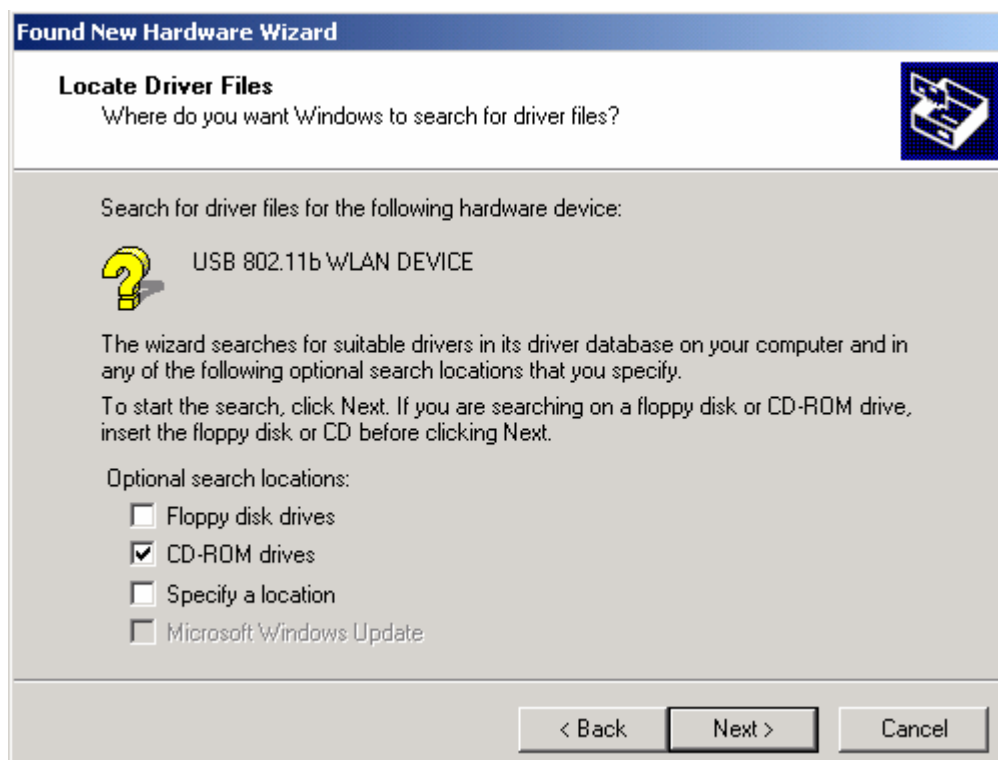 Found New Hardware Wizard
Locate Driver Files
Where do you want Windows to search for driver files?
Search for driver files for the following hardware device:
USB 802.11b WLAN DEVICE
The wizard searches for suitable drivers in its driver database on your computer and in
any of the following optional search locations that you specify.
To start the search, click Next. If you are searching on a floppy disk or CD-ROM drive,
insert the floppy disk or CD before clicking Next.
Optional search locations:
Floppy disk drives
CD-ROM drives
Specify a location
Microsoft Windows Update
< Back
Next >
Cancel